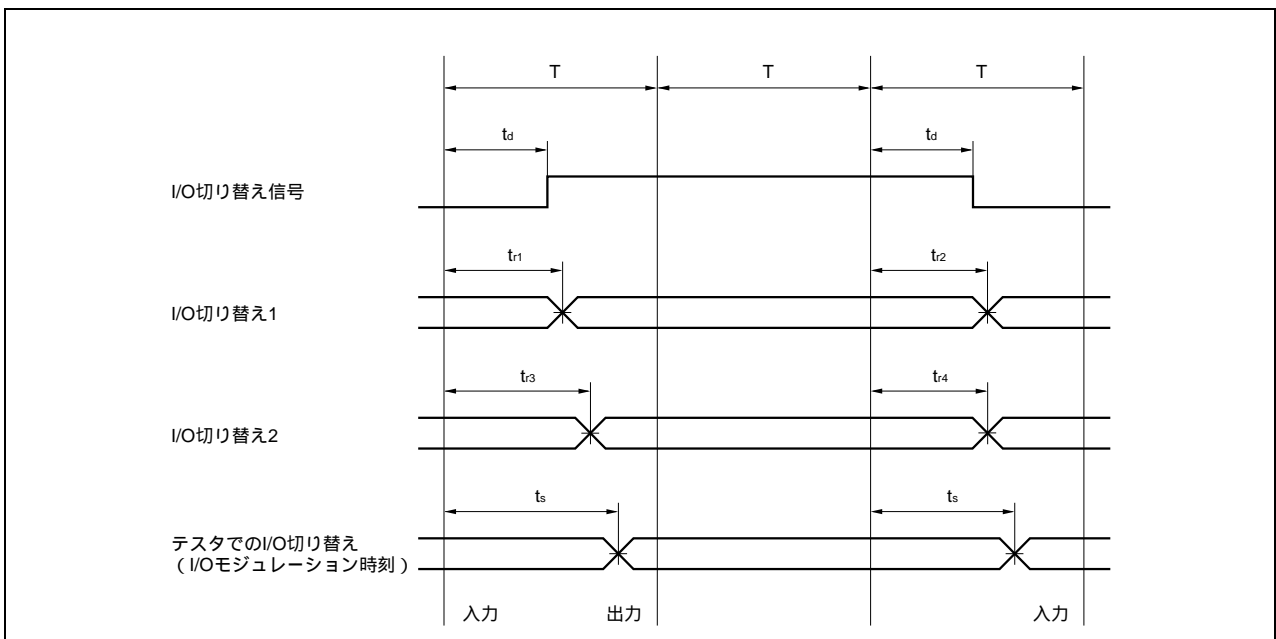 T T T
td td
I/O切り替え信号
tr1 tr2
I/O切り替え1
tr3 tr4
I/O切り替え2
ts ts
テスタでのI/O切り替え
（I/Oモジュレーション時刻）
入力 出力 入力